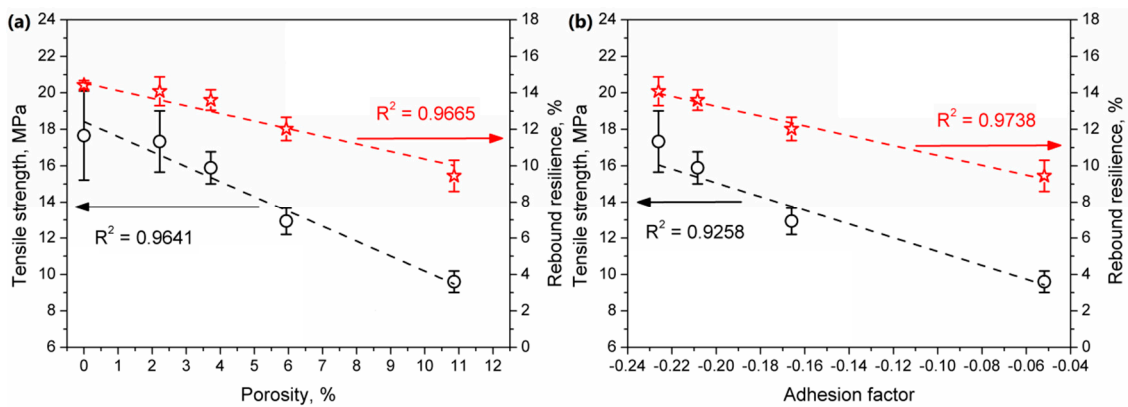 (a)
24
22
20
18
16
14
12
10
8
6
Tensile strength, MPa
R² = 0.9665
R² = 0.9641
18
16
14
12
10
8
6
4
2
0
Rebound resilience, %
0 1 2 3 4 5 6 7 8 9 10 11 12
Porosity, %
(b)
24
22
20
18
16
14
12
10
8
6
Tensile strength, MPa
R² = 0.9738
R² = 0.9258
18
16
14
12
10
8
6
4
2
0
Rebound resilience, %
-0.24 -0.22 -0.20 -0.18 -0.16 -0.14 -0.12 -0.10 -0.08 -0.06 -0.04
Adhesion factor